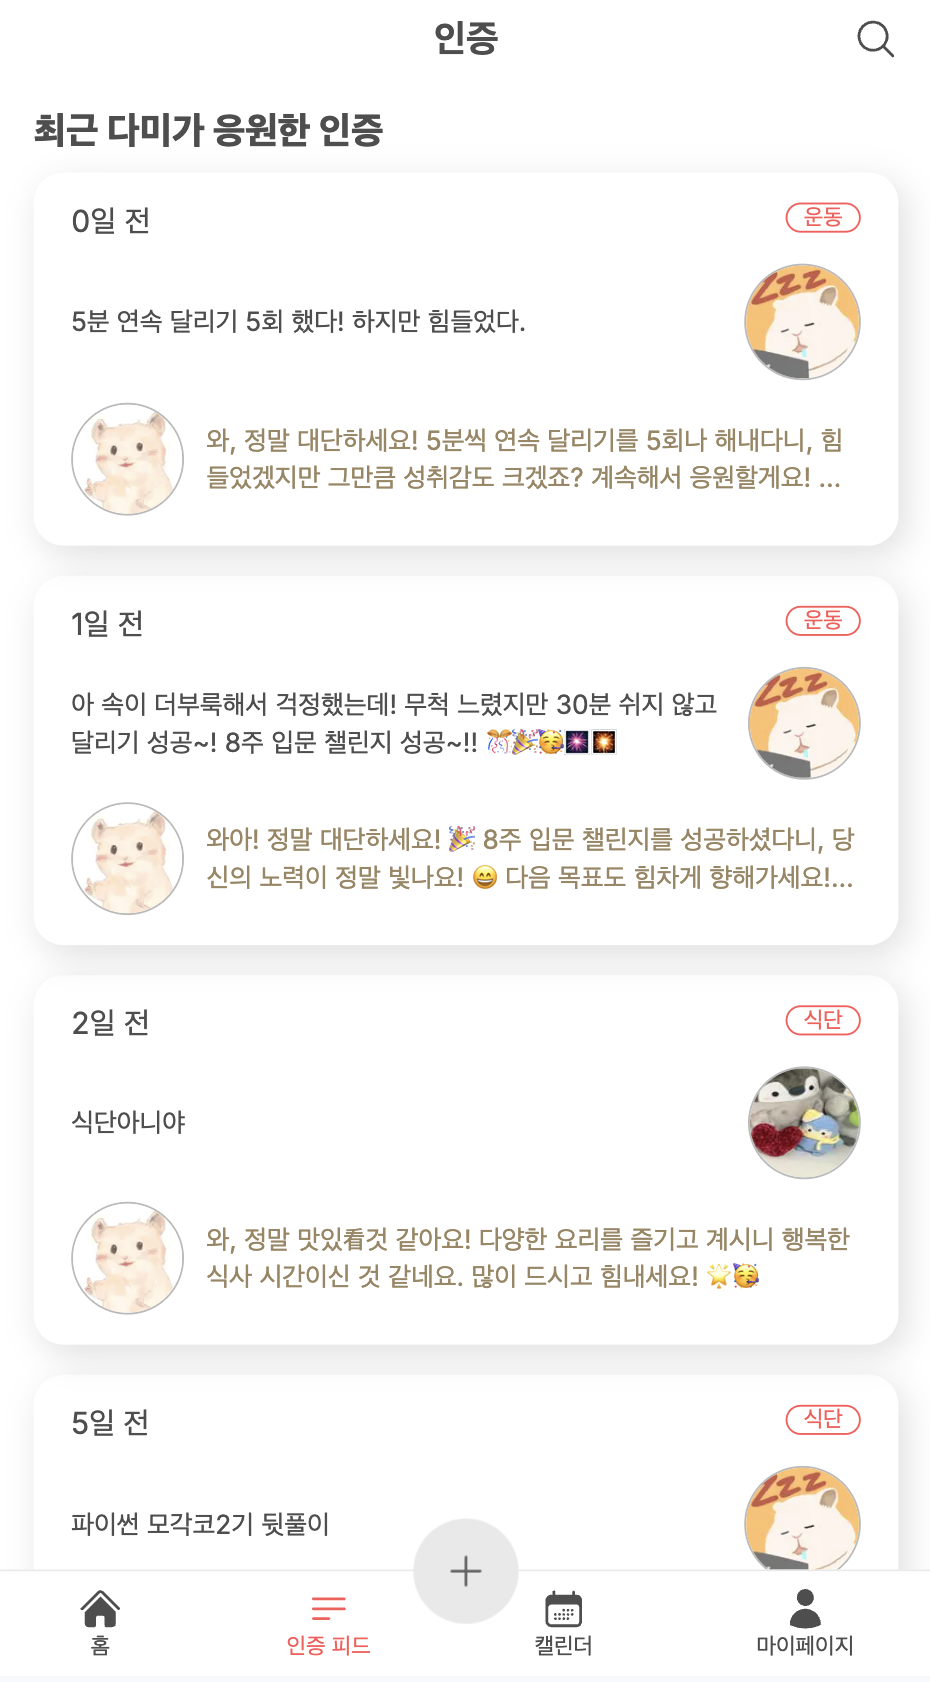 인증
최근 다미가 응원한 인증
0일 전
운동
5분 연속 달리기 5회 했다! 하지만 힘들었다.
와, 정말 대단하세요! 5분씩 연속 달리기를 5회나 해내다니, 힘
들었겠지만 그만큼 성취감도 크겠죠? 계속해서 응원할게요! ...
1일 전
운동
아 속이 더부룩해서 걱정했는데! 무척 느렸지만 30분 쉬지 않고
달리기 성공~! 8주 입문 챌린지 성공~!! 🎊🎉🥳🎆🎇
와아! 정말 대단하세요! 🎉 8주 입문 챌린지를 성공하셨다니, 당
신의 노력이 정말 빛나요! 😄 다음 목표도 힘차게 향해가세요!...
2일 전
식단
식단아니야
와, 정말 맛있看것 같아요! 다양한 요리를 즐기고 계시니 행복한
식사 시간이신 것 같네요. 많이 드시고 힘내세요! 🌟🥳
5일 전
식단
파이썬 모각코2기 뒷풀이
ZZZ
홈
인증 피드
캘린더
마이페이지